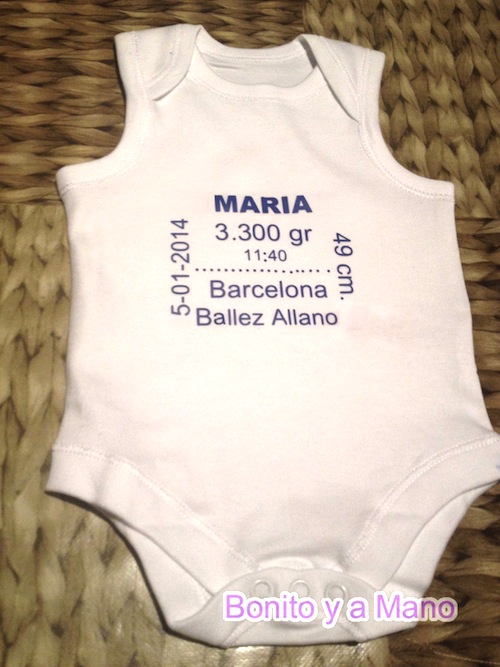 MARIA
3.300 gr
11:40
5-01-2014
49 cm.
Barcelona
Ballez Allano
Bonito y a Mano